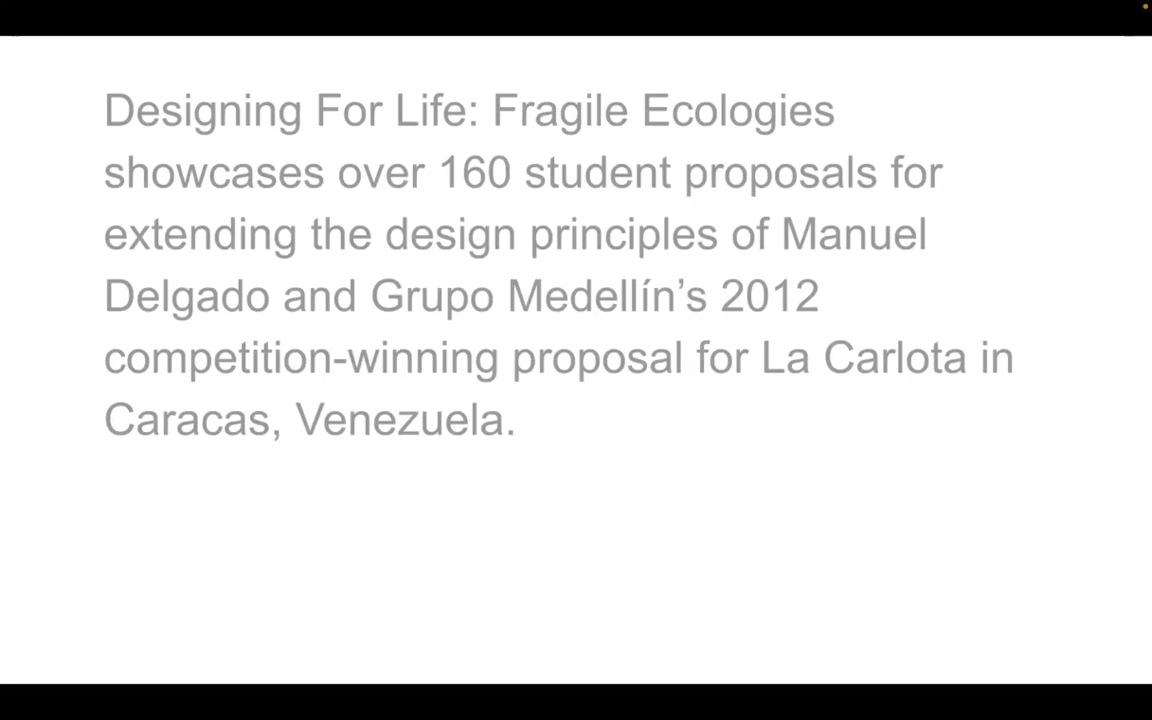 Designing For Life: Fragile Ecologies
showcases over 160 student proposals for
extending the design principles of Manuel
Delgado and Grupo Medellín’s 2012
competition-winning proposal for La Carlota in
Caracas, Venezuela.